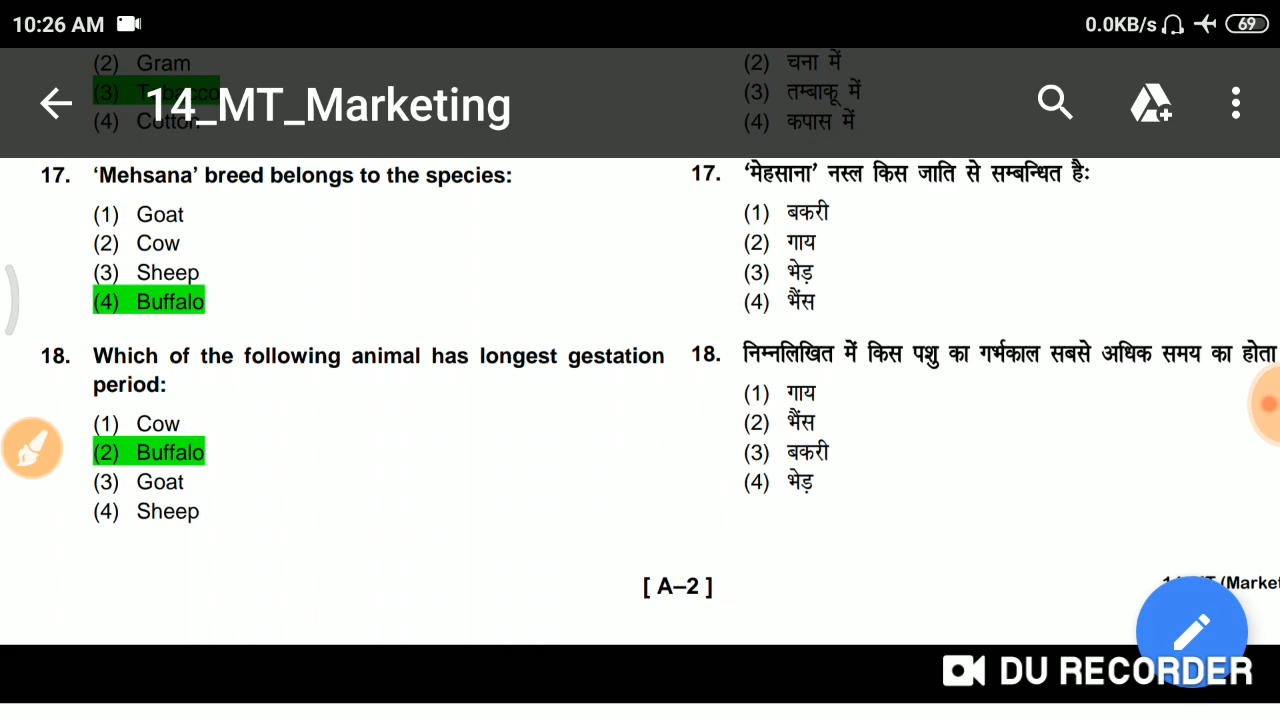 10:26 AM
0.0KB/s 69
(2) Gram
(3) Tobacco
(4) Cotton
(2) चना में
(3) तम्बाकू में
(4) कपास में
14_MT_Marketing
17. ‘Mehsana’ breed belongs to the species:
(1) Goat
(2) Cow
(3) Sheep
(4) Buffalo
18. Which of the following animal has longest gestation
period:
(1) Cow
(2) Buffalo
(3) Goat
(4) Sheep
17. ‘मेहसाना’ नस्ल किस जाति से सम्बन्धित है:
(1) बकरी
(2) गाय
(3) भेड़
(4) भैंस
18. निम्नलिखित में किस पशु का गर्भकाल सबसे अधिक समय का होता
(1) गाय
(2) भैंस
(3) बकरी
(4) भेड़
[ A–2 ]
DU RECORDER